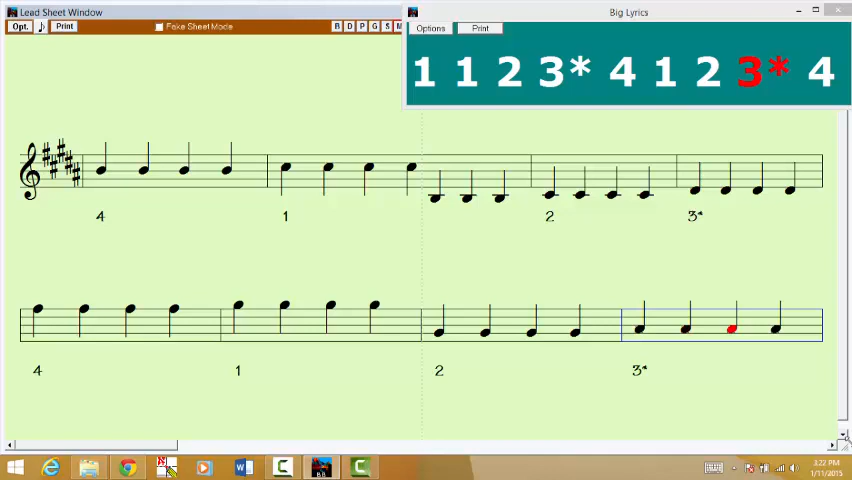 Lead Sheet Window
Big Lyrics
Opt. Print Fake Sheet Mode B D P G S
Options Print
1 1 2 3* 4 1 2 3* 4
4 1 2 3*
4 1 2 3*
3:22 PM
1/11/2015